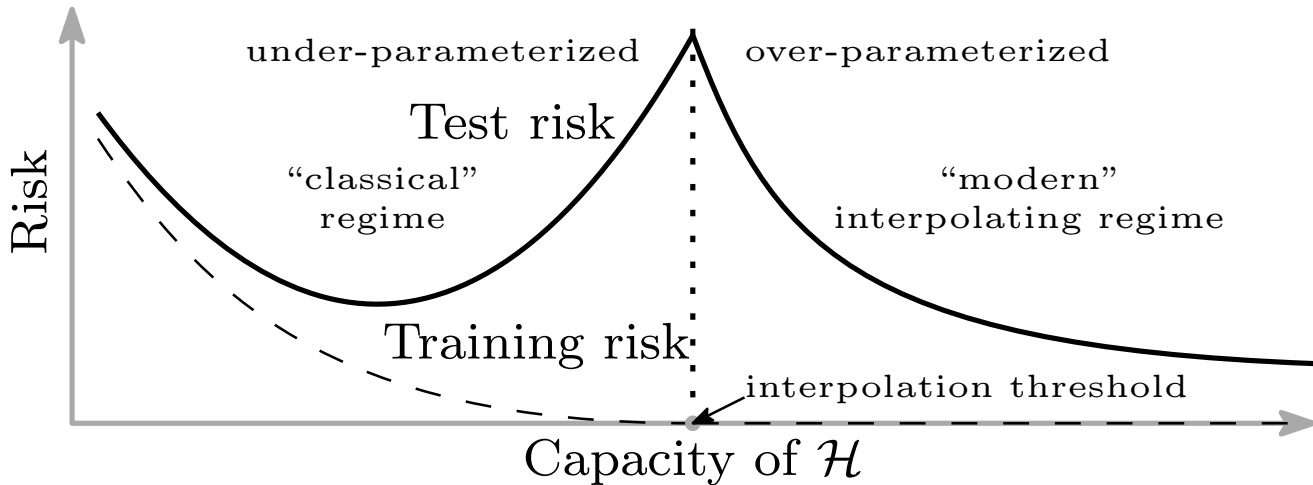 under-parameterized
over-parameterized
Test risk
“classical”
regime
“modern”
interpolating regime
Risk
Training risk
interpolation threshold
Capacity of ℋ